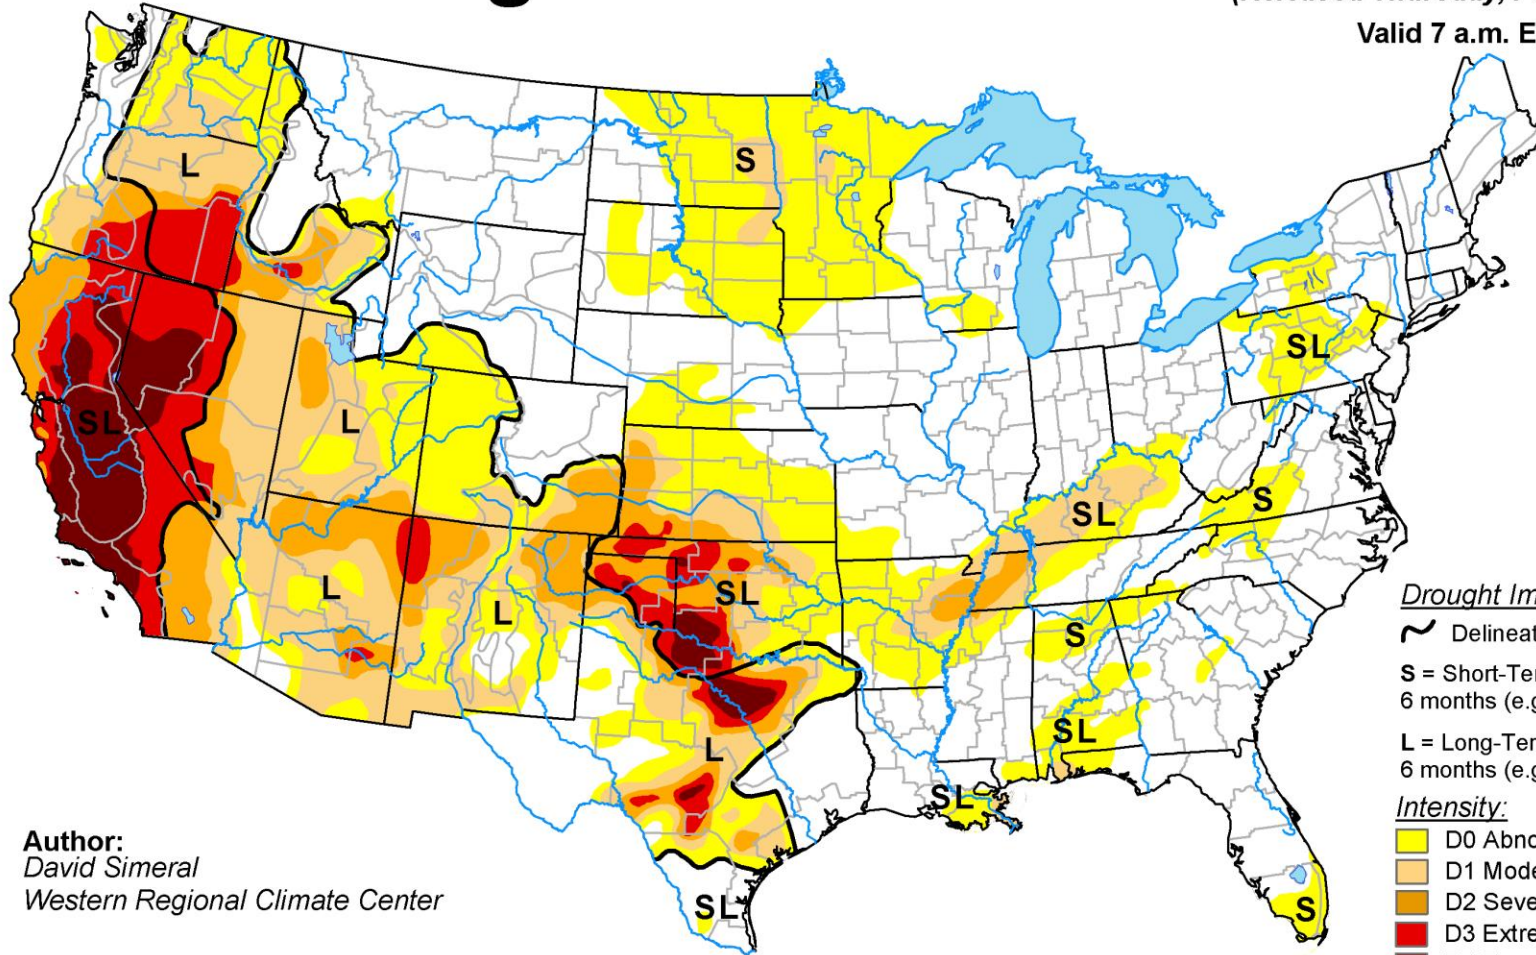 Valid 7 a.m. E
L
S
SL
SL
L
SL
S
L
L
SL
S
L
SL
SL
SL
S
Drought Im
Delineat
S = Short-Ter
6 months (e.g
L = Long-Ter
6 months (e.g
Intensity:
D0 Abno
D1 Mode
D2 Seve
D3 Extre
Author:
David Simeral
Western Regional Climate Center